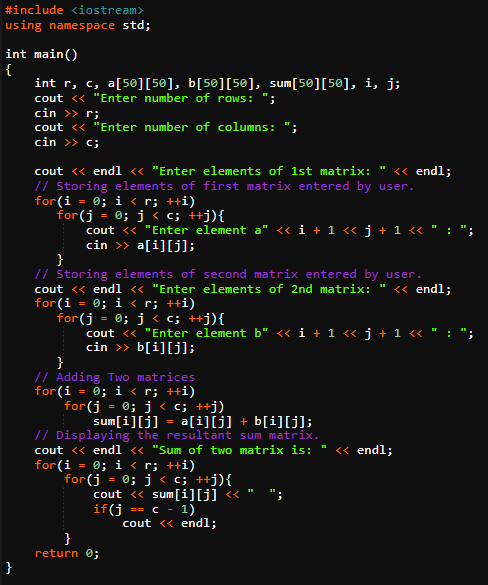 #include <iostream>
using namespace std;

int main()
{
    int r, c, a[50][50], b[50][50], sum[50][50], i, j;
    cout << "Enter number of rows: ";
    cin >> r;
    cout << "Enter number of columns: ";
    cin >> c;

    cout << endl << "Enter elements of 1st matrix: " << endl;
    // Storing elements of first matrix entered by user.
    for(i = 0; i < r; ++i)
       for(j = 0; j < c; ++j){
           cout << "Enter element a" << i + 1 << j + 1 << " : ";
           cin >> a[i][j];
       }
    // Storing elements of second matrix entered by user.
    cout << endl << "Enter elements of 2nd matrix: " << endl;
    for(i = 0; i < r; ++i)
       for(j = 0; j < c; ++j){
           cout << "Enter element b" << i + 1 << j + 1 << " : ";
           cin >> b[i][j];
       }
    // Adding Two matrices
    for(i = 0; i < r; ++i)
        for(j = 0; j < c; ++j)
            sum[i][j] = a[i][j] + b[i][j];
    // Displaying the resultant sum matrix.
    cout << endl << "Sum of two matrix is: " << endl;
    for(i = 0; i < r; ++i)
        for(j = 0; j < c; ++j){
            cout << sum[i][j] << "  ";
            if(j == c - 1)
                cout << endl;
        }
    return 0;
}